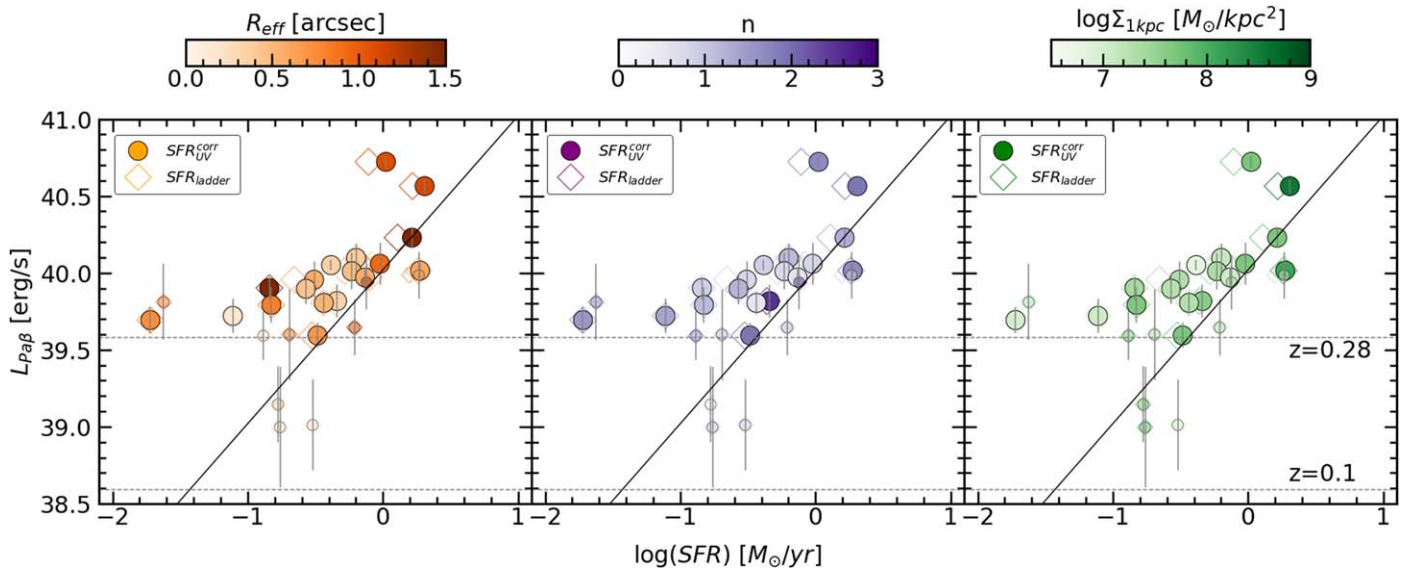 R_eff [arcsec]
0.0 0.5 1.0 1.5
n
0 1 2 3
logΣ_1kpc [M_⊙/kpc^2]
7 8 9
L_Paβ [erg/s]
41.0
40.5
40.0
39.5
39.0
38.5
SFR_UV^corr
SFR_ladder
SFR_UV^corr
SFR_ladder
SFR_UV^corr
SFR_ladder
z=0.28
z=0.1
−2 −1 0 1
−2 −1 0 1
−2 −1 0 1
log(SFR) [M_⊙/yr]